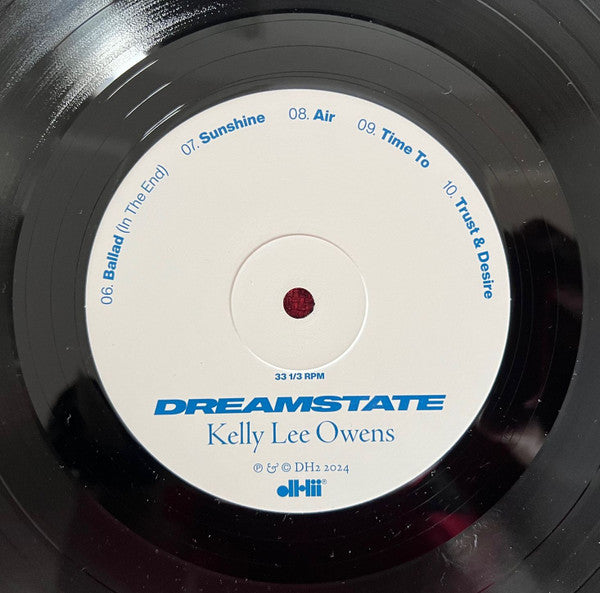 06. Ballad (In The End)
07. Sunshine
08. Air
09. Time To
10. Trust & Desire
33 1/3 RPM
DREAMSTATE
Kelly Lee Owens
℗ & © DH2 2024
dHii®